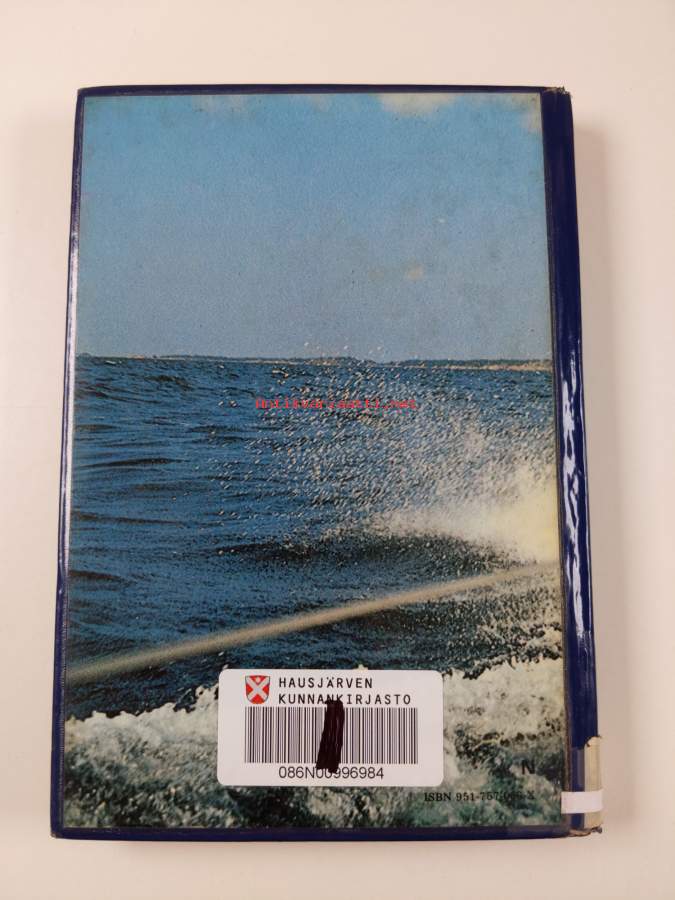 antikvariaatti.net
HAUSJÄRVEN
KUNNANKIRJASTO
086N00996984
N